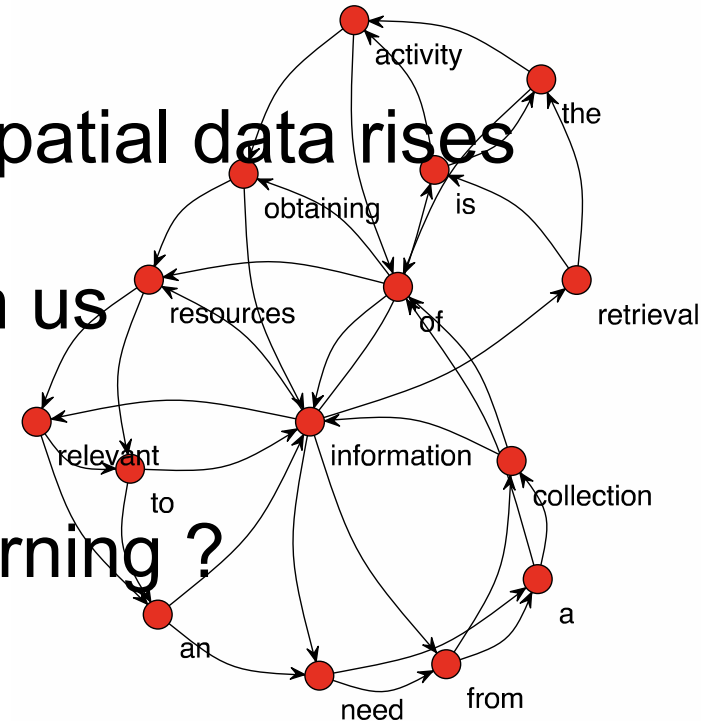 activity
the
patial data rises
is
obtaining
us
resources
of
retrieval
relevant
information
to
collection
rning ?
a
an
from
need